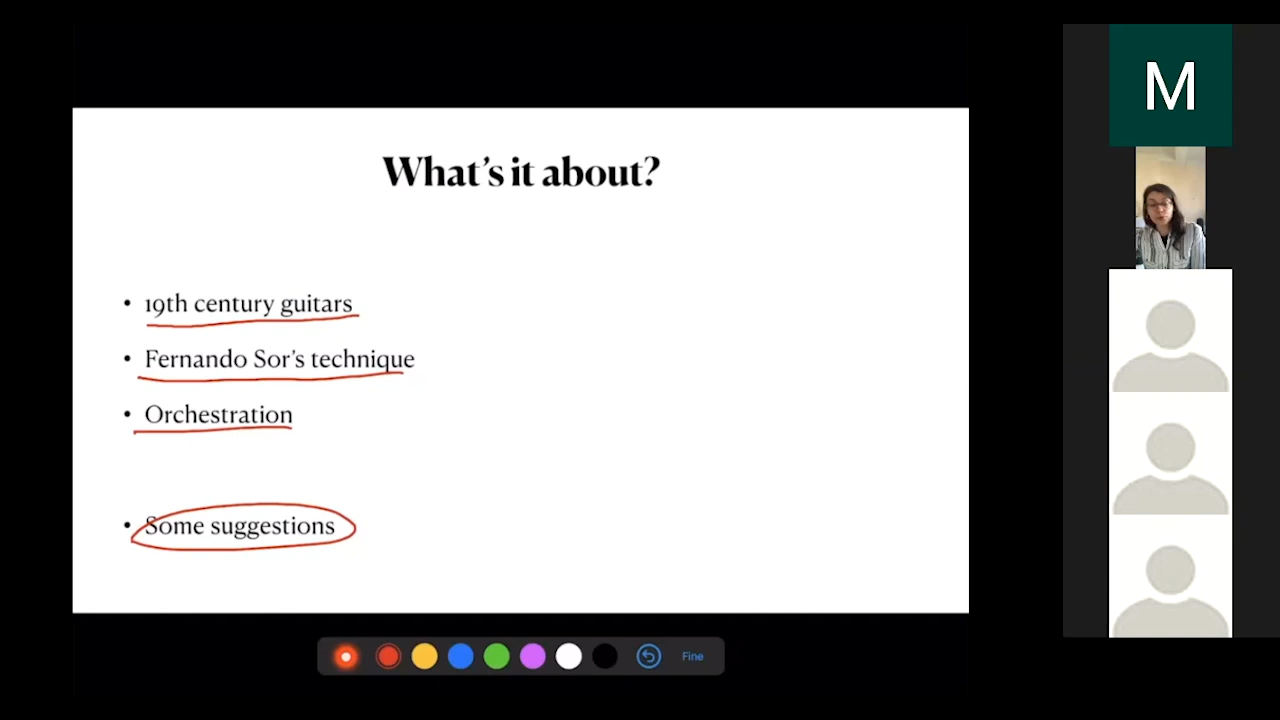 What's it about?
• 19th century guitars
• Fernando Sor's technique
• Orchestration
• Some suggestions
Fine
M